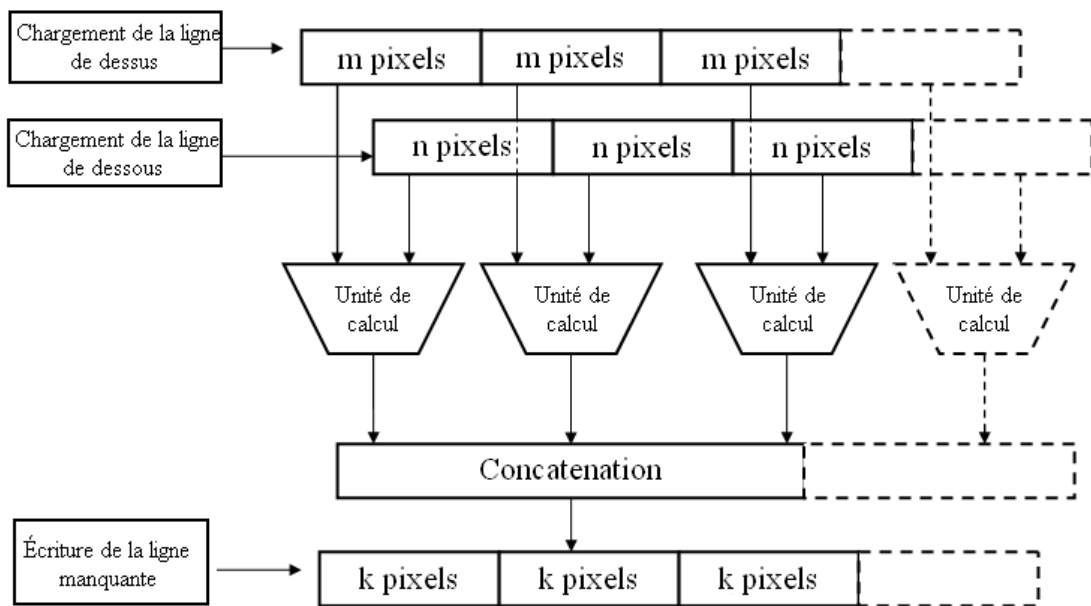 Chargement de la ligne
de dessus
m pixels m pixels m pixels
Chargement de la ligne
de dessous
n pixels n pixels n pixels
Unité de
calcul
Unité de
calcul
Unité de
calcul
Unité de
calcul
Concatenation
Écriture de la ligne
manquante
k pixels k pixels k pixels